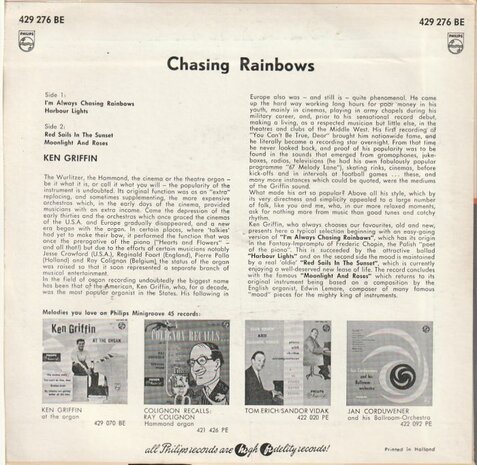 429 276 BE
429 276 BE
PHILIPS
PHILIPS
Chasing Rainbows
Side 1:
I'm Always Chasing Rainbows
Harbour Lights
Side 2:
Red Sails In The Sunset
Moonlight And Roses
KEN GRIFFIN
The Wurlitzer, the Hammond, the cinema or the theatre organ –
be it what it is, or call it what you will – the popularity of the
instrument is undoubted. Its original function was as an "extra"
replacing, and sometimes supplementing, the more expensive
orchestras which, in the early days of the cinema, provided
musicians with an extra income. Came the depression of the
early thirties and the orchestras which once graced the cinemas
of the U.S.A. and Europe gradually disappeared, and a new
era began with the organ. In certain places, where 'talkies'
had yet to make their bow, it performed the function that was
once the prerogative of the piano ("Hearts and Flowers" –
and all that!) but due to the efforts of certain musicians notably
Jesse Crawford (U.S.A.), Reginald Foort (England), Pierre Palla
(Holland) and Ray Colignon (Belgium) the status of the organ
was raised so that it soon represented a separate branch of
musical entertainment.
In the field of organ recording undoubtedly the biggest name
has been that of the American, Ken Griffin, who, for a decade,
was the most popular organist in the States. His following in
Europe also was – and still is – quite phenomenal. He came
up the hard way working long hours for poor money in his
youth, mainly in cinemas, playing in army chapels during his
military career, and, prior to his sensational record debut,
making a living, as a respected musician but little else, in the
theatres and clubs of the Middle West. His first recording of
"You Can't Be True, Dear" brought him nationwide fame, and
he literally became a recording star overnight. From that time
he never looked back, and proof of his popularity was to be
found in the sounds that emerged from gramophones, juke-
boxes, radios, televisions (he had his own fabulously popular
programme "67 Melody Lane"), skating rinks, cinemas, before
kick-offs and in intervals at football games ... these, and
many more instances which could be quoted, were the mediums
of the Griffin sound.
What made his art so popular? Above all his style, which by
its very directness and simplicity appealed to a large number
of folk, like you and me, who, in our more relaxed moments,
ask for nothing more from music than good tunes and catchy
rhythm.
Ken Griffin, who always chooses our favourites, old and new,
presents here a typical selection beginning with an easy-going
version of "I'm Always Chasing Rainbows", which has its origin
in the Fantasy-Impromptu of Frederic Chopin, the Polish "poet
of the piano". This is succeeded by the attractive ballad
"Harbour Lights" and on the second side the mood is maintained
by a real 'oldie' "Red Sails In The Sunset", which is currently
enjoying a well-deserved new lease of life. The record concludes
with the famous "Moonlight And Roses" which returns to its
original instrument being based on a composition by the
English organist, Edwin Lemare, composer of many famous
"mood" pieces for the mighty king of instruments.
Melodies you love on Philips Minigroove 45 records:
Ken Griffin
AT THE ORGAN
COLIGNON RECALLS
KEN GRIFFIN
at the organ
429 070 BE
COLIGNON RECALLS:
RAY COLIGNON
Hammond organ
421 426 PE
TOM ERICH-SANDOR VIDAK
422 020 PE
JAN CORDUWENER
and his Ballroom-Orchestra
422 092 PE
all Philips records are high fidelity records!
Printed in Holland